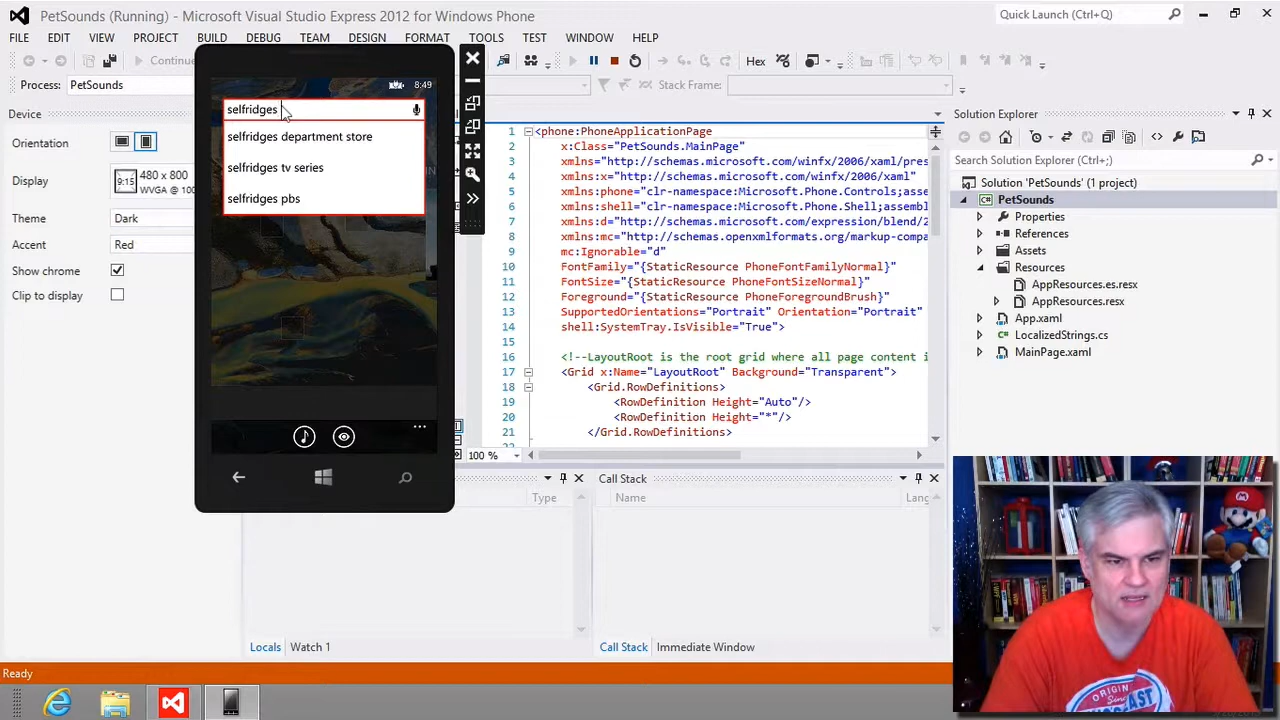 PetSounds (Running) - Microsoft Visual Studio Express 2012 for Windows Phone
Quick Launch (Ctrl+Q)
FILE EDIT VIEW PROJECT BUILD DEBUG TEAM DESIGN FORMAT TOOLS TEST WINDOW HELP
Continue
Hex
Process: PetSounds
Stack Frame:
Device
Orientation
Display
9:15
480 x 800
WVGA @ 100
Theme
Dark
Accent
Red
Show chrome
Clip to display
8:49
selfridges
selfridges department store
selfridges tv series
selfridges pbs
1 <phone:PhoneApplicationPage
2 x:Class="PetSounds.MainPage"
3 xmlns="http://schemas.microsoft.com/winfx/2006/xaml/pres
4 xmlns:x="http://schemas.microsoft.com/winfx/2006/xaml"
5 xmlns:phone="clr-namespace:Microsoft.Phone.Controls;asse
6 xmlns:shell="clr-namespace:Microsoft.Phone.Shell;assembl
7 xmlns:d="http://schemas.microsoft.com/expression/blend/2
8 xmlns:mc="http://schemas.openxmlformats.org/markup-compa
9 mc:Ignorable="d"
10 FontFamily="{StaticResource PhoneFontFamilyNormal}"
11 FontSize="{StaticResource PhoneFontSizeNormal}"
12 Foreground="{StaticResource PhoneForegroundBrush}"
13 SupportedOrientations="Portrait" Orientation="Portrait"
14 shell:SystemTray.IsVisible="True">
15
16 <!--LayoutRoot is the root grid where all page content i
17 <Grid x:Name="LayoutRoot" Background="Transparent">
18 <Grid.RowDefinitions>
19 <RowDefinition Height="Auto"/>
20 <RowDefinition Height="*"/>
21 </Grid.RowDefinitions>
100 %
Solution Explorer
Search Solution Explorer (Ctrl+;)
Solution 'PetSounds' (1 project)
PetSounds
Properties
References
Assets
Resources
AppResources.es.resx
AppResources.resx
App.xaml
LocalizedStrings.cs
MainPage.xaml
Type
Call Stack
Name
Lang
Locals Watch 1
Call Stack Immediate Window
Ready
ORIGIN